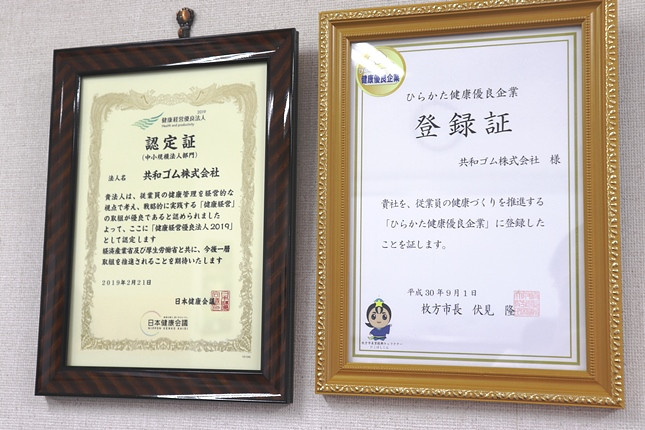 2019
健康経営優良法人
Health and productivity
認定証
(中小規模法人部門)
法人名 共和ゴム株式会社
貴法人は、従業員の健康管理を経営的な
視点で考え、戦略的に実践する「健康経営」
の取組が優良であると認められました
よって、ここに「健康経営優良法人2019」
として認定します
経済産業省及び厚生労働省と共に、今後一層
取組を推進されることを期待いたします
2019年2月21日
日本健康会議
日本健康会議
NIPPON KENKO KAIGI
健康優良企業
ひらかた健康優良企業
登録証
共和ゴム株式会社 様
貴社を、従業員の健康づくりを推進する
「ひらかた健康優良企業」に登録した
ことを証します。
平成30年9月1日
枚方市長 伏見 隆